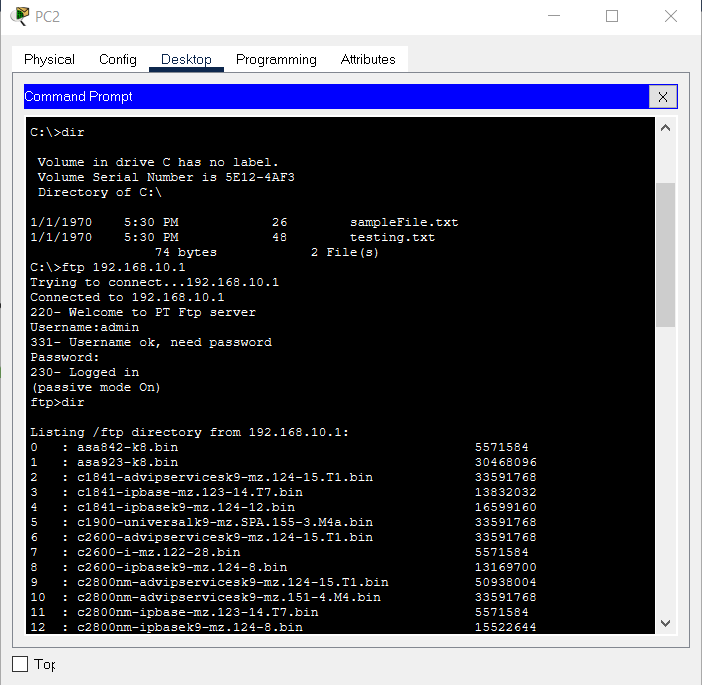 PC2
Physical Config Desktop Programming Attributes
Command Prompt X
C:\>dir
Volume in drive C has no label.
Volume Serial Number is 5E12-4AF3
Directory of C:\
1/1/1970 5:30 PM 26 sampleFile.txt
1/1/1970 5:30 PM 48 testing.txt
74 bytes 2 File(s)
C:\>ftp 192.168.10.1
Trying to connect...192.168.10.1
Connected to 192.168.10.1
220- Welcome to PT Ftp server
Username:admin
331- Username ok, need password
Password:
230- Logged in
(passive mode On)
ftp>dir
Listing /ftp directory from 192.168.10.1:
0 : asa842-k8.bin 5571584
1 : asa923-k8.bin 30468096
2 : c1841-advipservicesk9-mz.124-15.T1.bin 33591768
3 : c1841-ipbase-mz.123-14.T7.bin 13832032
4 : c1841-ipbasek9-mz.124-12.bin 16599160
5 : c1900-universalk9-mz.SPA.155-3.M4a.bin 33591768
6 : c2600-advipservicesk9-mz.124-15.T1.bin 33591768
7 : c2600-i-mz.122-28.bin 5571584
8 : c2600-ipbasek9-mz.124-8.bin 13169700
9 : c2800nm-advipservicesk9-mz.124-15.T1.bin 50938004
10 : c2800nm-advipservicesk9-mz.151-4.M4.bin 33591768
11 : c2800nm-ipbase-mz.123-14.T7.bin 5571584
12 : c2800nm-ipbasek9-mz.124-8.bin 15522644
Top